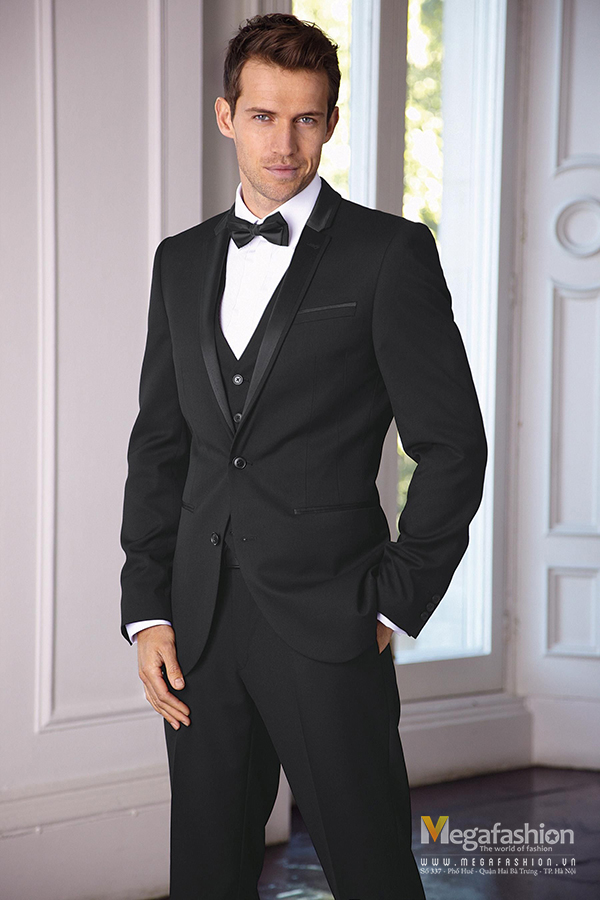 Megafashion
The world of fashion
WWW.MEGAFASHION.VN
Số 337 - Phố Huế - Quận Hai Bà Trưng - TP. Hà Nội